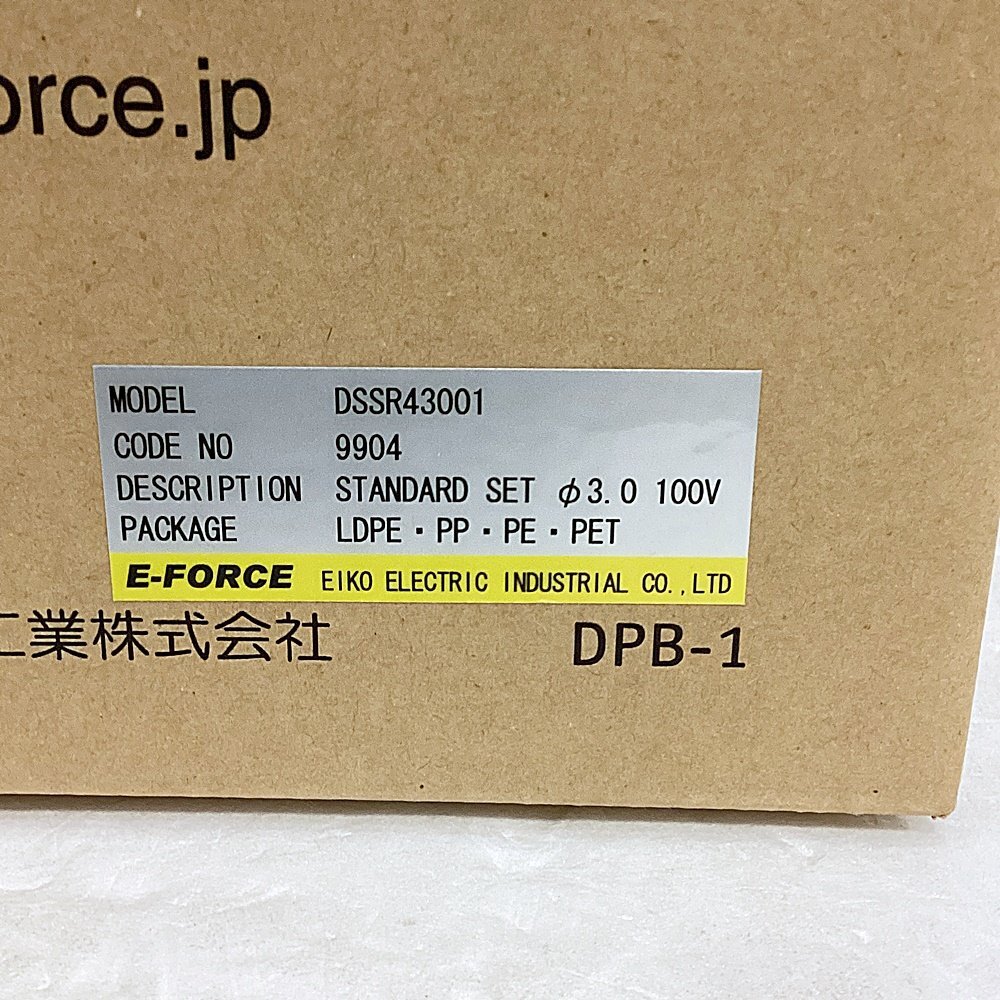 orce.jp
MODEL DSSR43001
CODE NO 9904
DESCRIPTION STANDARD SET φ3.0 100V
PACKAGE LDPE・PP・PE・PET
E-FORCE EIKO ELECTRIC INDUSTRIAL CO.,LTD
工業株式会社 DPB-1